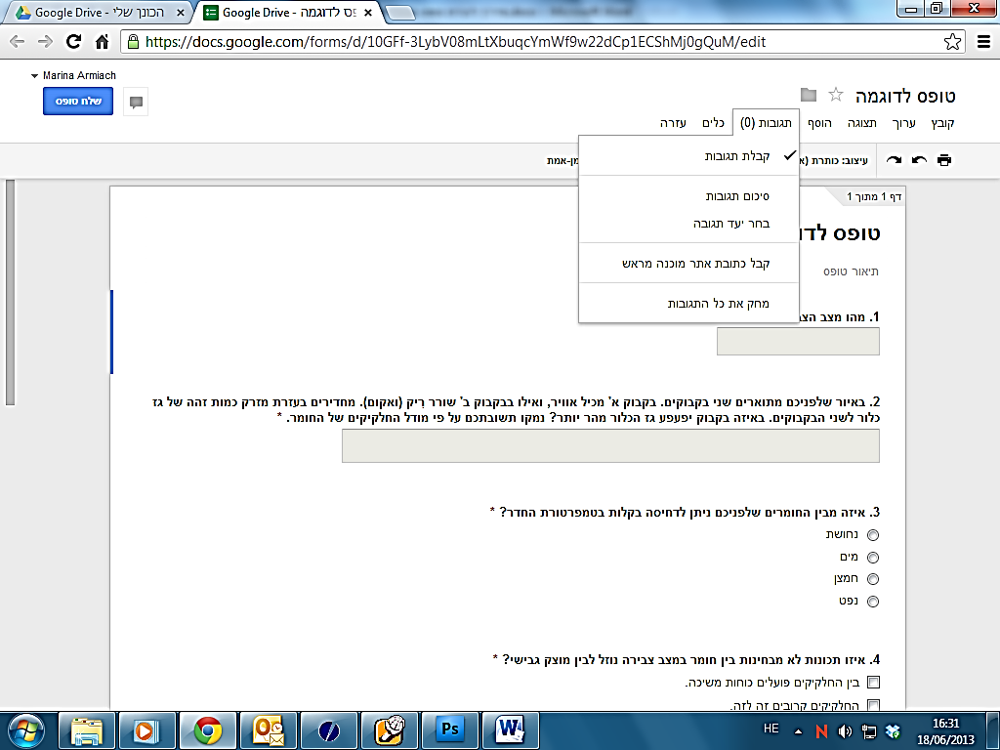 הכונך שלי - Google Drive
פס לדוגמה - Google Drive
https://docs.google.com/forms/d/10GFf-3LybV08mLtXbuqcYmWf9w22dCp1ECShMj0gQuM/edit
Marina Armiach
טופס לדוגמה
שלח טופס
קובץ ערוך תצוגה הוסף תגובות (0) כלים עזרה
עיצוב: כותרת (א
מן-אמת
קבלת תגובות
סיכום תגובות
בחר יעד תגובה
קבל כתובת אתר מוכנה מראש
מחק את כל התגובות
דף 1 מתוך 1
טופס לדו
תיאור טופס
1. מהו מצב הצב
2. באיור שלפניכם מתוארים שני בקבוקים. בקבוק א' מכיל אוויר, ואילו בבקבוק ב' שורר ריק (ואקום). מחדירים בעזרת מזרק כמות זהה של גז
כלור לשני הבקבוקים. באיזה בקבוק יפעפע גז הכלור מהר יותר? נמקו תשובתכם על פי מודל החלקיקים של החומר. *
3. איזה מבין החומרים שלפניכם ניתן לדחיסה בקלות בטמפרטורת החדר? *
נחושת
מים
חמצן
נפט
4. איזו תכונות לא מבחינות בין חומר במצב צבירה נוזל לבין מוצק גבישי? *
בין החלקיקים פועלים כוחות משיכה.
החלקיקים קרובים זה לזה.
Ps
W
HE
N
16:31
18/06/2013